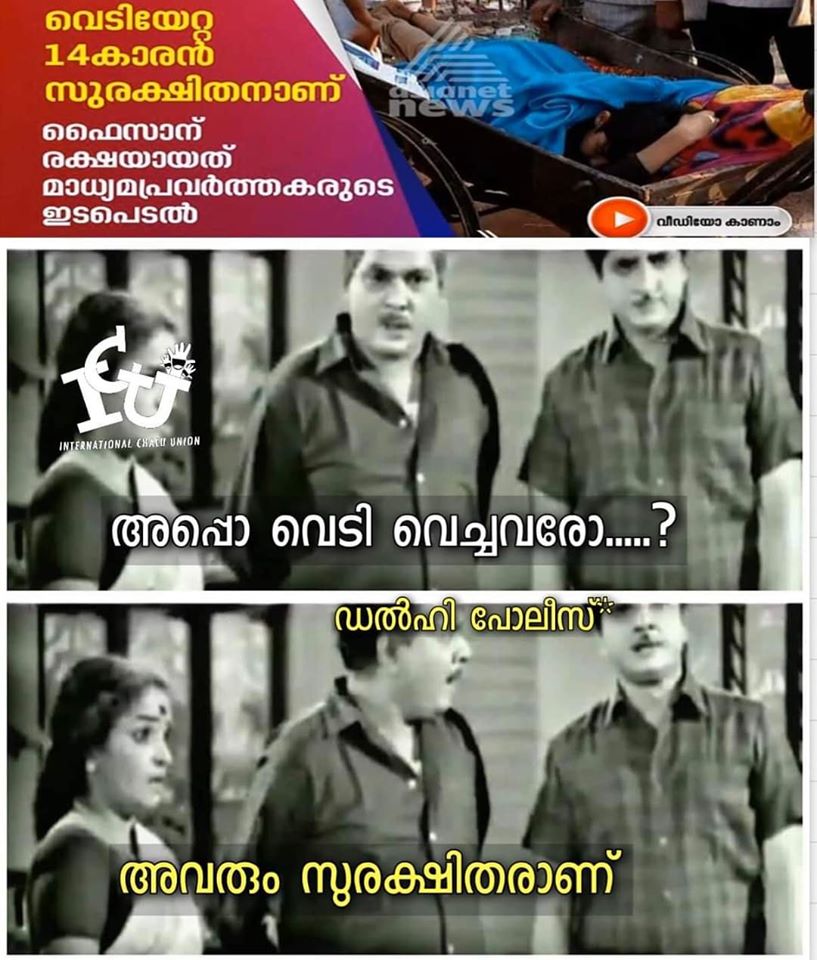 വെടിയേറ്റ
14കാരൻ
സുരക്ഷിതനാണ്
ഫൈസാന്
രക്ഷയായത്
മാധ്യമപ്രവർത്തകരുടെ
ഇടപെടൽ
asianet
news
വീഡിയോ കാണാം
ICU
INTERNATIONAL CHALU UNION
അപ്പൊ വെടി വെച്ചവരോ.....?
ഡൽഹി പോലീസ്*
അവരും സുരക്ഷിതരാണ്